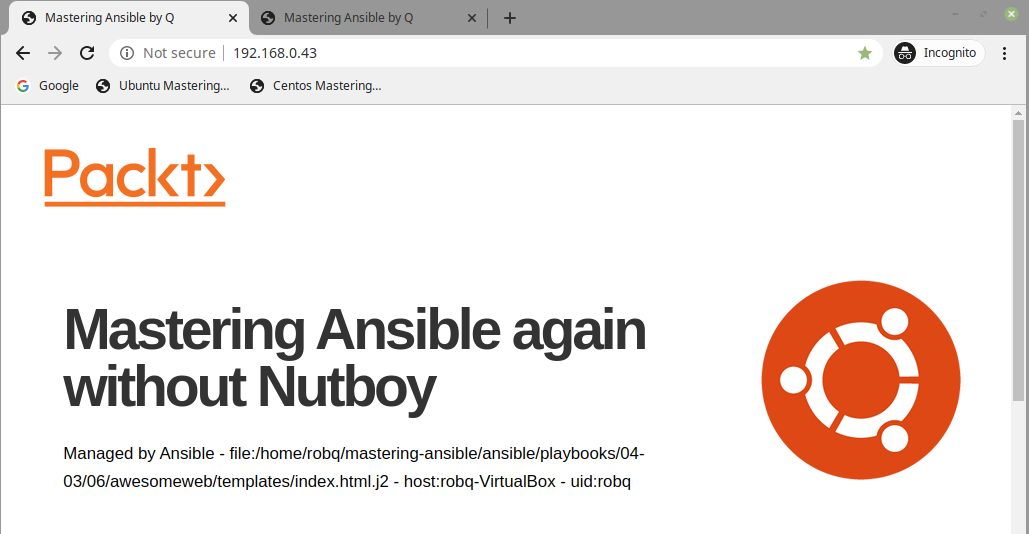 Mastering Ansible by Q
Mastering Ansible by Q
Not secure 192.168.0.43
Incognito
Google
Ubuntu Mastering...
Centos Mastering...
Packt
Mastering Ansible again
without Nutboy
Managed by Ansible - file:/home/robq/mastering-ansible/ansible/playbooks/04-
03/06/awesomeweb/templates/index.html.j2 - host:robq-VirtualBox - uid:robq